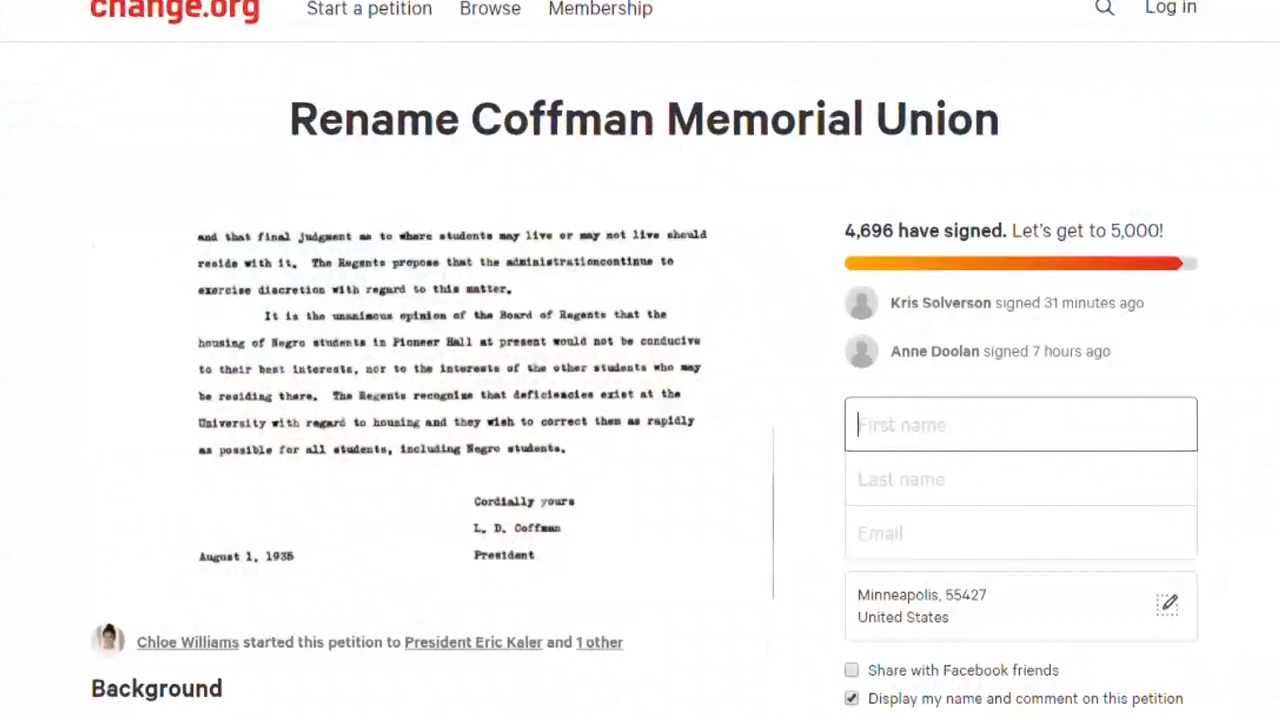 change.org Start a petition Browse Membership Log in
Rename Coffman Memorial Union
and that final judgment as to where students may live or may not live should
reside with it. The Regents propose that the administrationcontinue to
exercise discretion with regard to this matter.
It is the unanimous opinion of the Board of Regents that the
housing of Negro students in Pioneer Hall at present would not be conducive
to their best interests, nor to the interests of the other students who may
be residing there. The Regents recognize that deficiencies exist at the
University with regard to housing and they wish to correct them as rapidly
as possible for all students, including Negro students.
Cordially yours
L. D. Coffman
August 1, 1935 President
4,696 have signed. Let's get to 5,000!
Kris Solverson signed 31 minutes ago
Anne Doolan signed 7 hours ago
First name
Last name
Email
Minneapolis, 55427
United States
Share with Facebook friends
Display my name and comment on this petition
Chloe Williams started this petition to President Eric Kaler and 1 other
Background